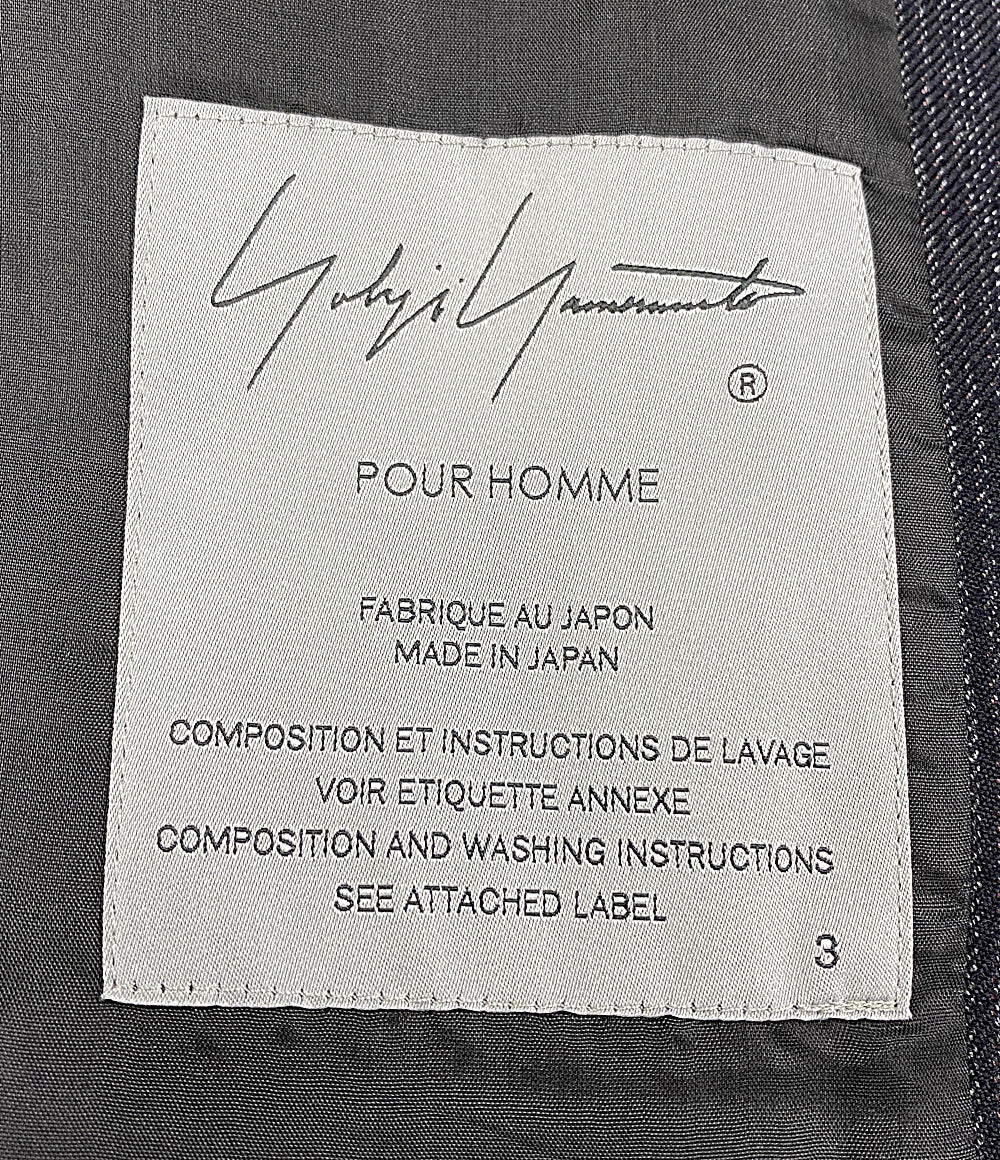 Yohji Yamamoto
®
POUR HOMME
FABRIQUE AU JAPON
MADE IN JAPAN
COMPOSITION ET INSTRUCTIONS DE LAVAGE
VOIR ETIQUETTE ANNEXE
COMPOSITION AND WASHING INSTRUCTIONS
SEE ATTACHED LABEL
3